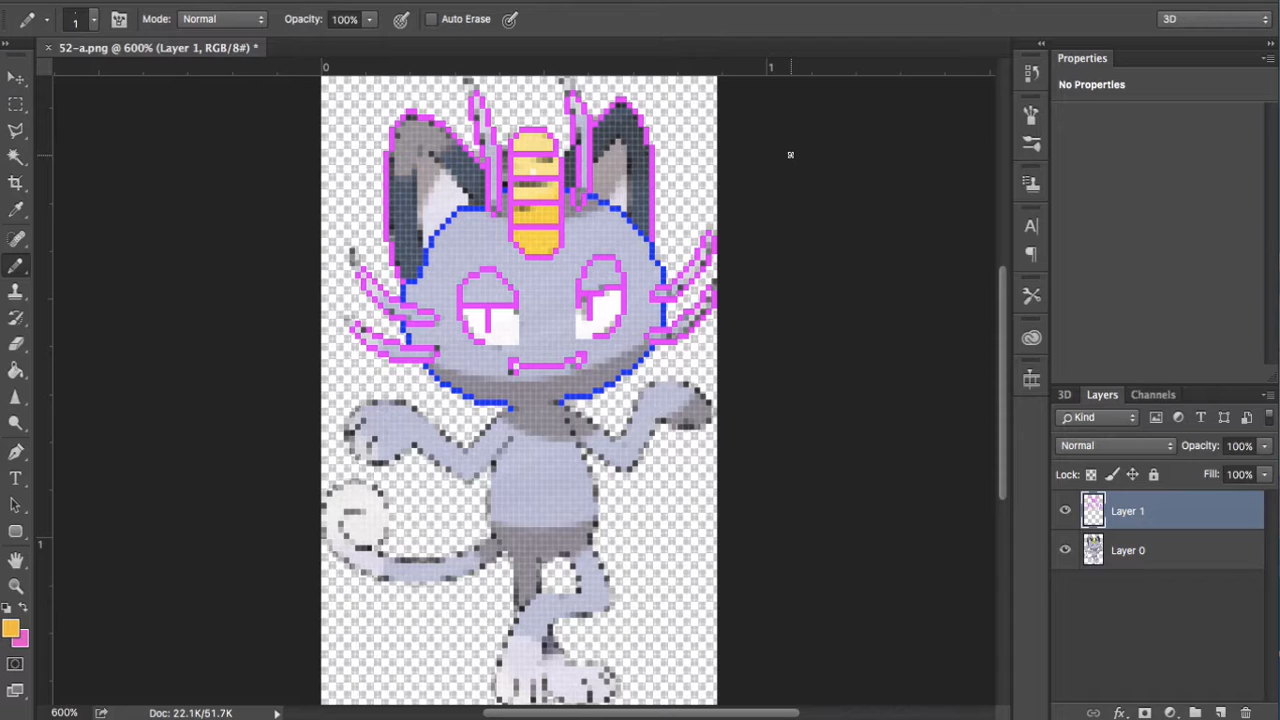 1 Mode: Normal Opacity: 100% Auto Erase 3D
× 52-a.png @ 600% (Layer 1, RGB/8#) *
Properties
0 1
No Properties
1
3D Layers Channels
Kind
Normal Opacity: 100%
Lock: Fill: 100%
Layer 1
Layer 0
600% Doc: 22.1K/51.7K